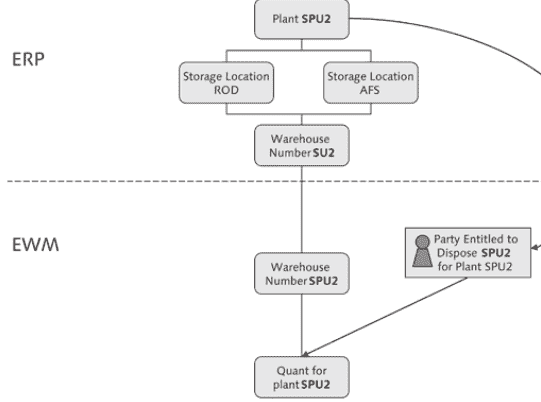 Plant SPU2
ERP
Storage Location
ROD
Storage Location
AFS
Warehouse
Number SU2
EWM
Party Entitled to
Dispose SPU2
for Plant SPU2
Warehouse
Number SPU2
Quant for
plant SPU2